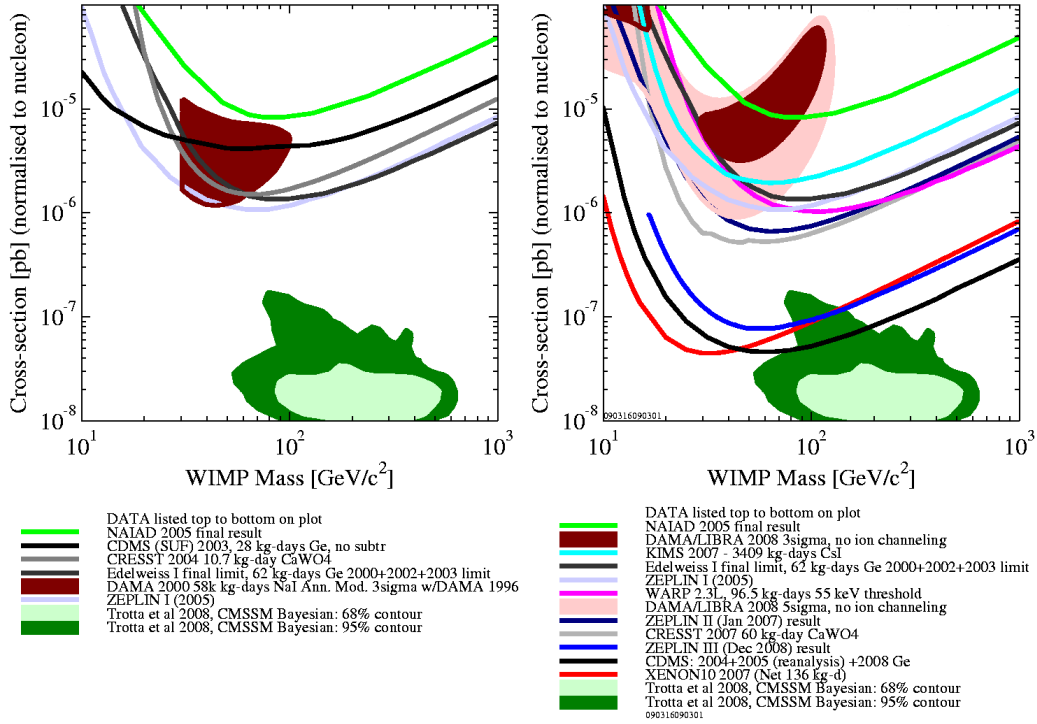 Cross-section [pb] (normalised to nucleon)
10^-5
10^-6
10^-7
10^-8
10^1
10^2
10^3
WIMP Mass [GeV/c^2]
DATA listed top to bottom on plot
NAIAD 2005 final result
CDMS (SUF) 2003, 28 kg-days Ge, no subtr
CRESST 2004 10.7 kg-day CaWO4
Edelweiss I final limit, 62 kg-days Ge 2000+2002+2003 limit
DAMA 2000 58k kg-days NaI Ann. Mod. 3sigma w/DAMA 1996
ZEPLIN I (2005)
Trotta et al 2008, CMSSM Bayesian: 68% contour
Trotta et al 2008, CMSSM Bayesian: 95% contour
Cross-section [pb] (normalised to nucleon)
10^-5
10^-6
10^-7
10^-8
090316090301
10^1
10^2
10^3
WIMP Mass [GeV/c^2]
DATA listed top to bottom on plot
NAIAD 2005 final result
DAMA/LIBRA 2008 3sigma, no ion channeling
KIMS 2007 - 3409 kg-days CsI
Edelweiss I final limit, 62 kg-days Ge 2000+2002+2003 limit
ZEPLIN I (2005)
WARP 2.3L, 96.5 kg-days 55 keV threshold
DAMA/LIBRA 2008 5sigma, no ion channeling
ZEPLIN II (Jan 2007) result
CRESST 2007 60 kg-day CaWO4
ZEPLIN III (Dec 2008) result
CDMS: 2004+2005 (reanalysis) +2008 Ge
XENON10 2007 (Net 136 kg-d)
Trotta et al 2008, CMSSM Bayesian: 68% contour
Trotta et al 2008, CMSSM Bayesian: 95% contour
090316090301